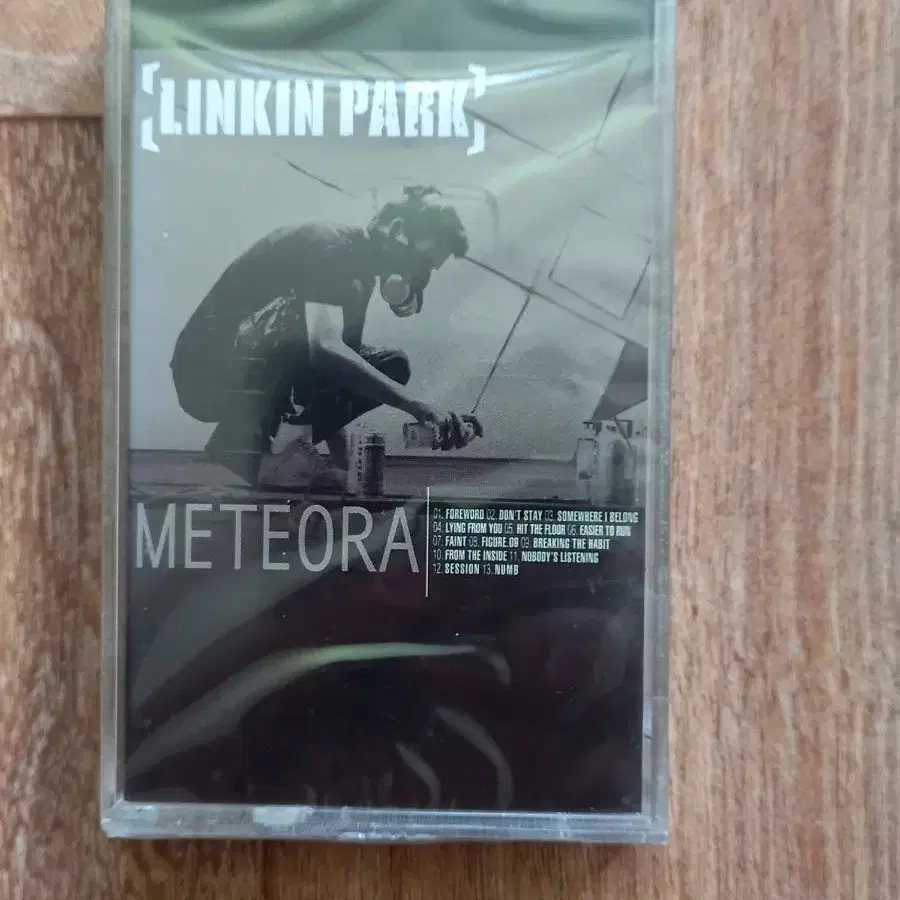 [LINKIN PARK]
METEORA
01. FOREWORD 02. DON'T STAY 03. SOMEWHERE I BELONG
04. LYING FROM YOU 05. HIT THE FLOOR 06. EASIER TO RUN
07. FAINT 08. FIGURE.09 09. BREAKING THE HABIT
10. FROM THE INSIDE 11. NOBODY'S LISTENING
12. SESSION 13. NUMB